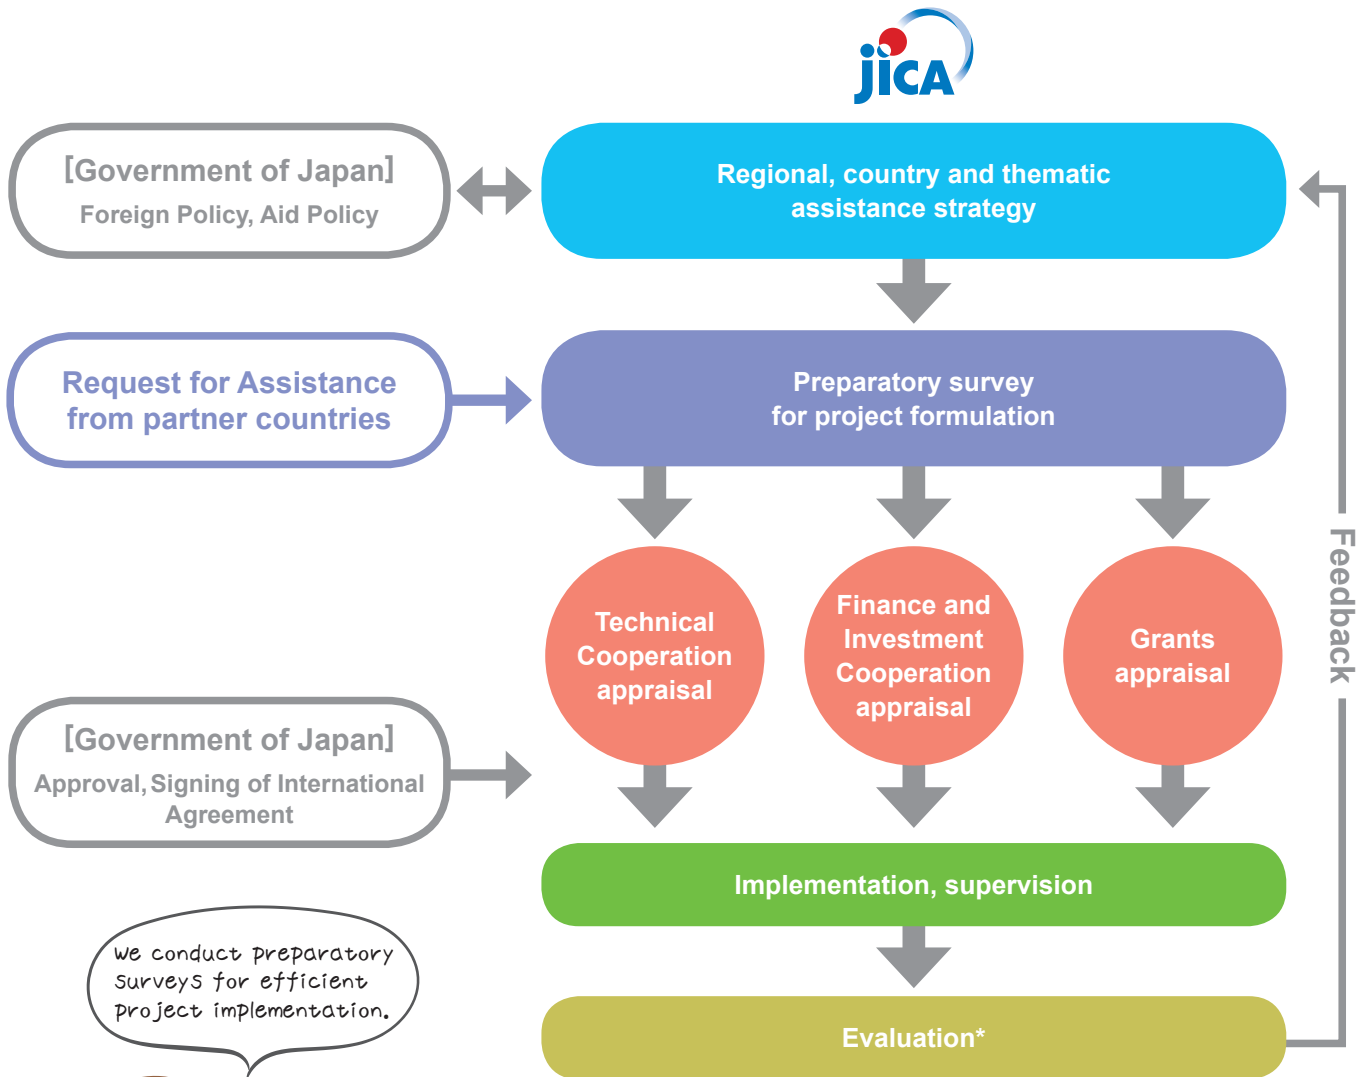 jica
[Government of Japan]
Foreign Policy, Aid Policy
Regional, country and thematic
assistance strategy
Request for Assistance
from partner countries
Preparatory survey
for project formulation
Technical
Cooperation
appraisal
Finance and
Investment
Cooperation
appraisal
Grants
appraisal
Feedback
[Government of Japan]
Approval, Signing of International
Agreement
Implementation, supervision
We conduct preparatory
surveys for efficient
project implementation.
Evaluation*